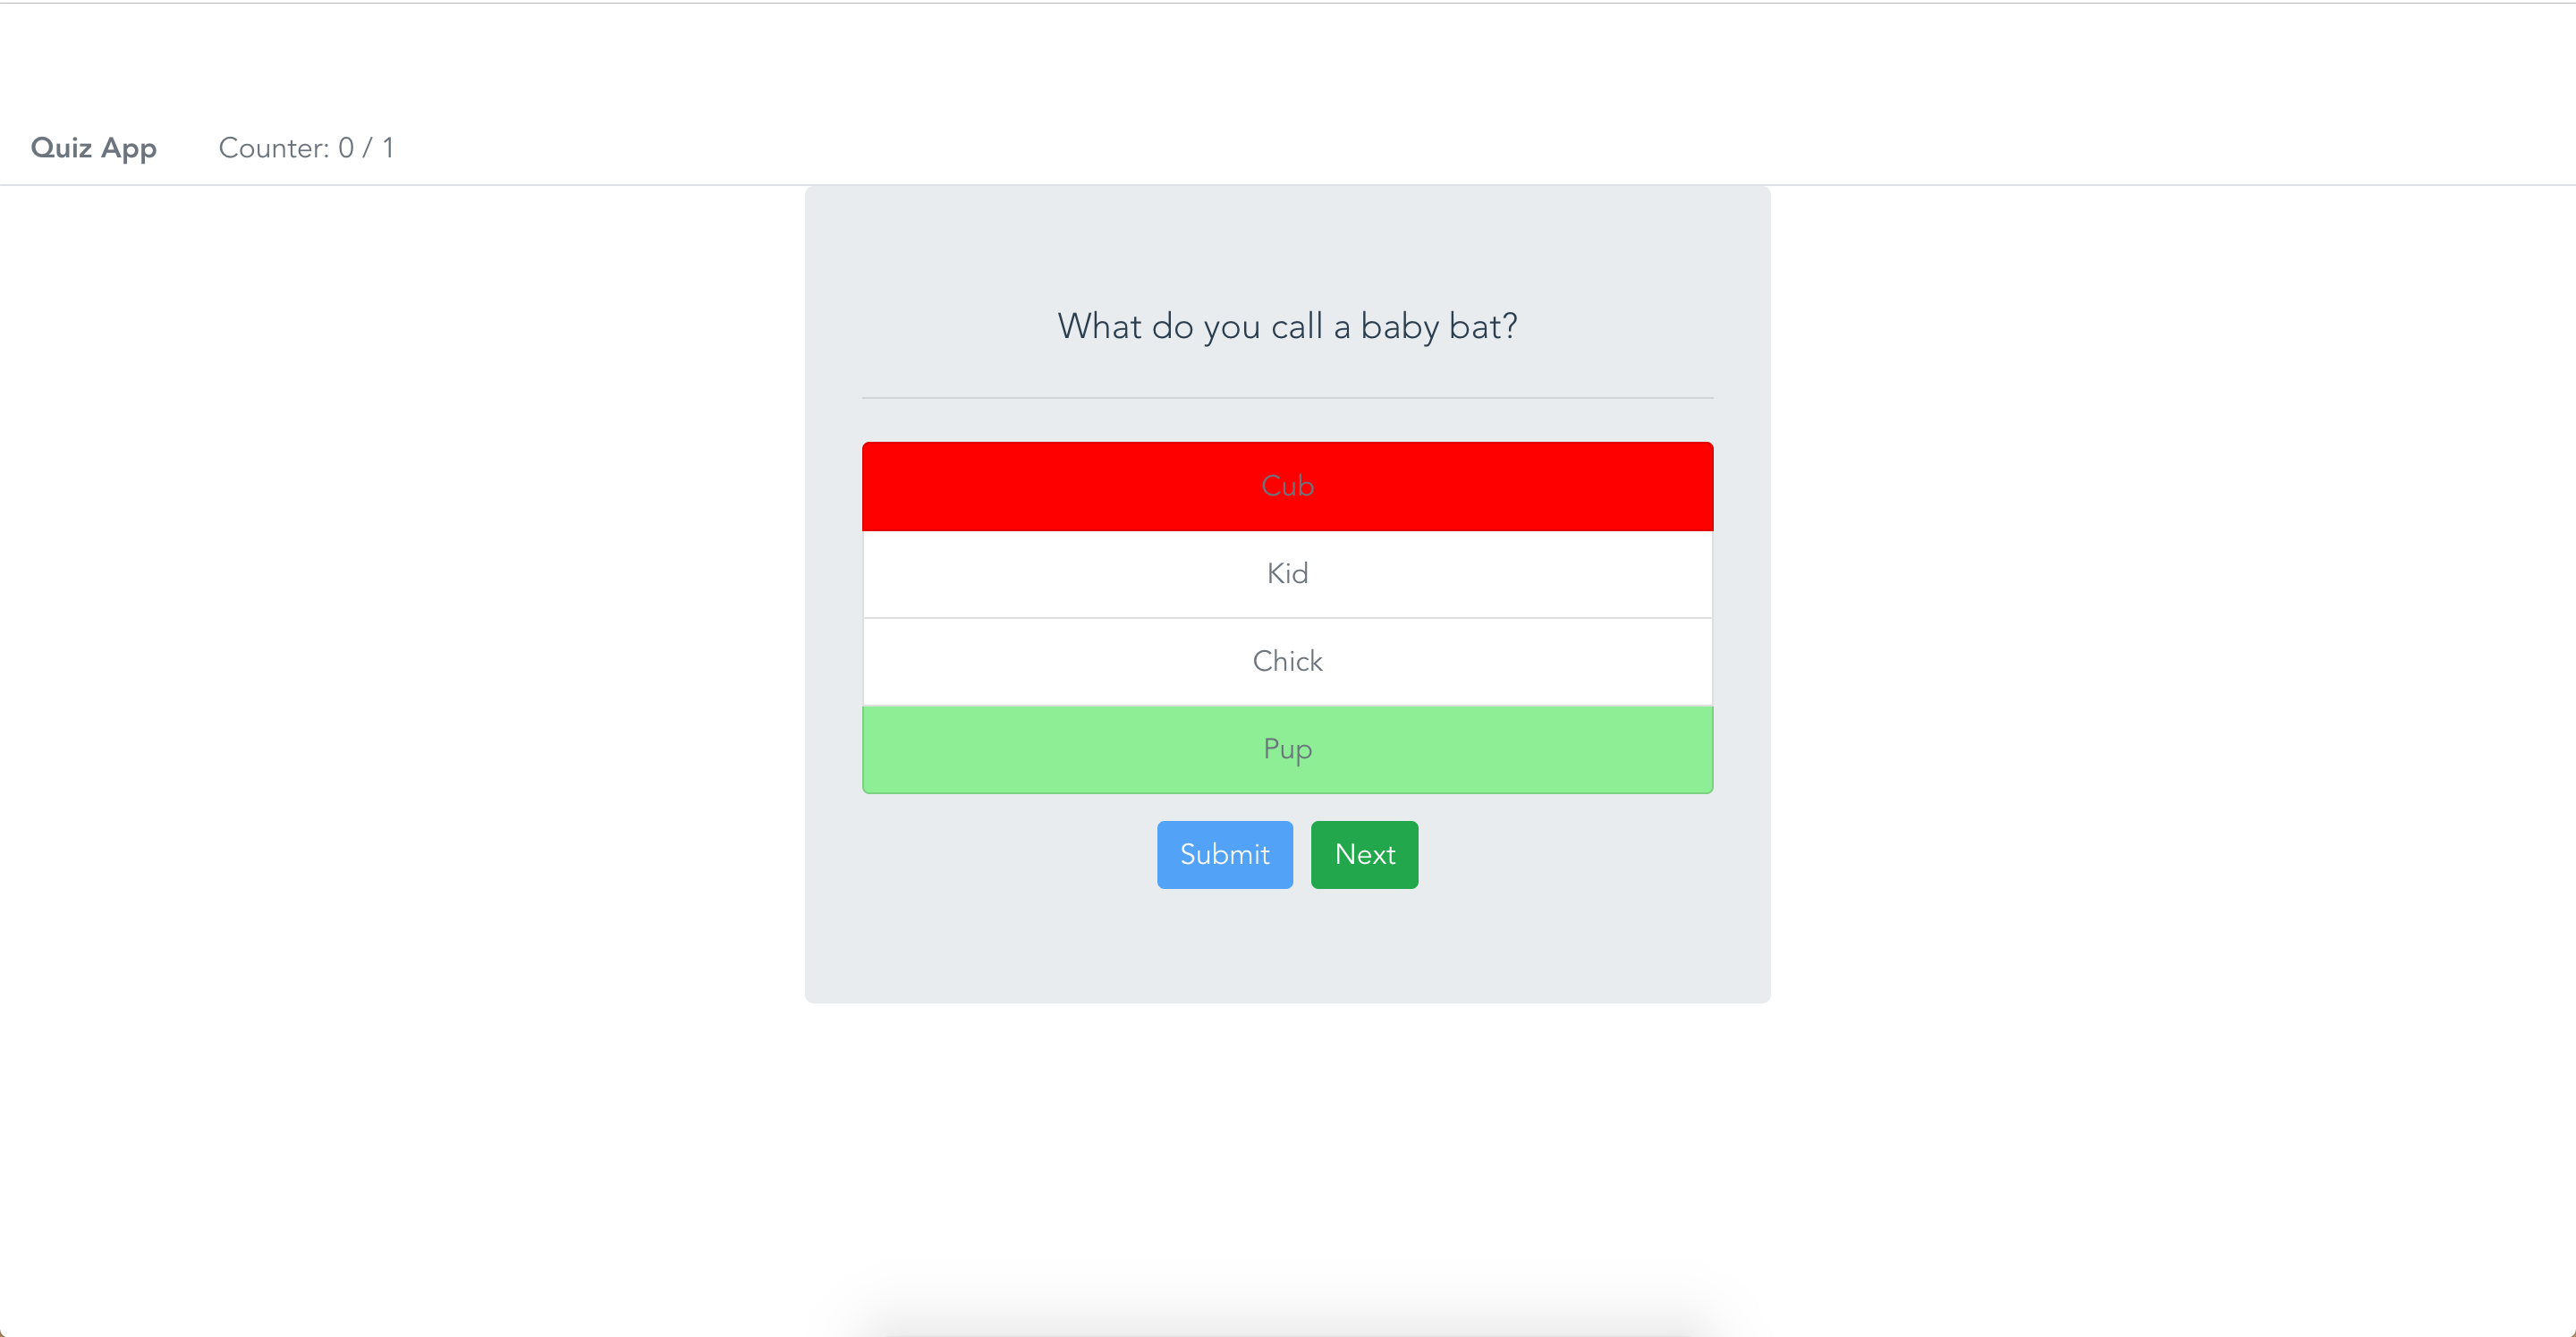 Quiz App Counter: 0 / 1
What do you call a baby bat?
Cub
Kid
Chick
Pup
Submit Next